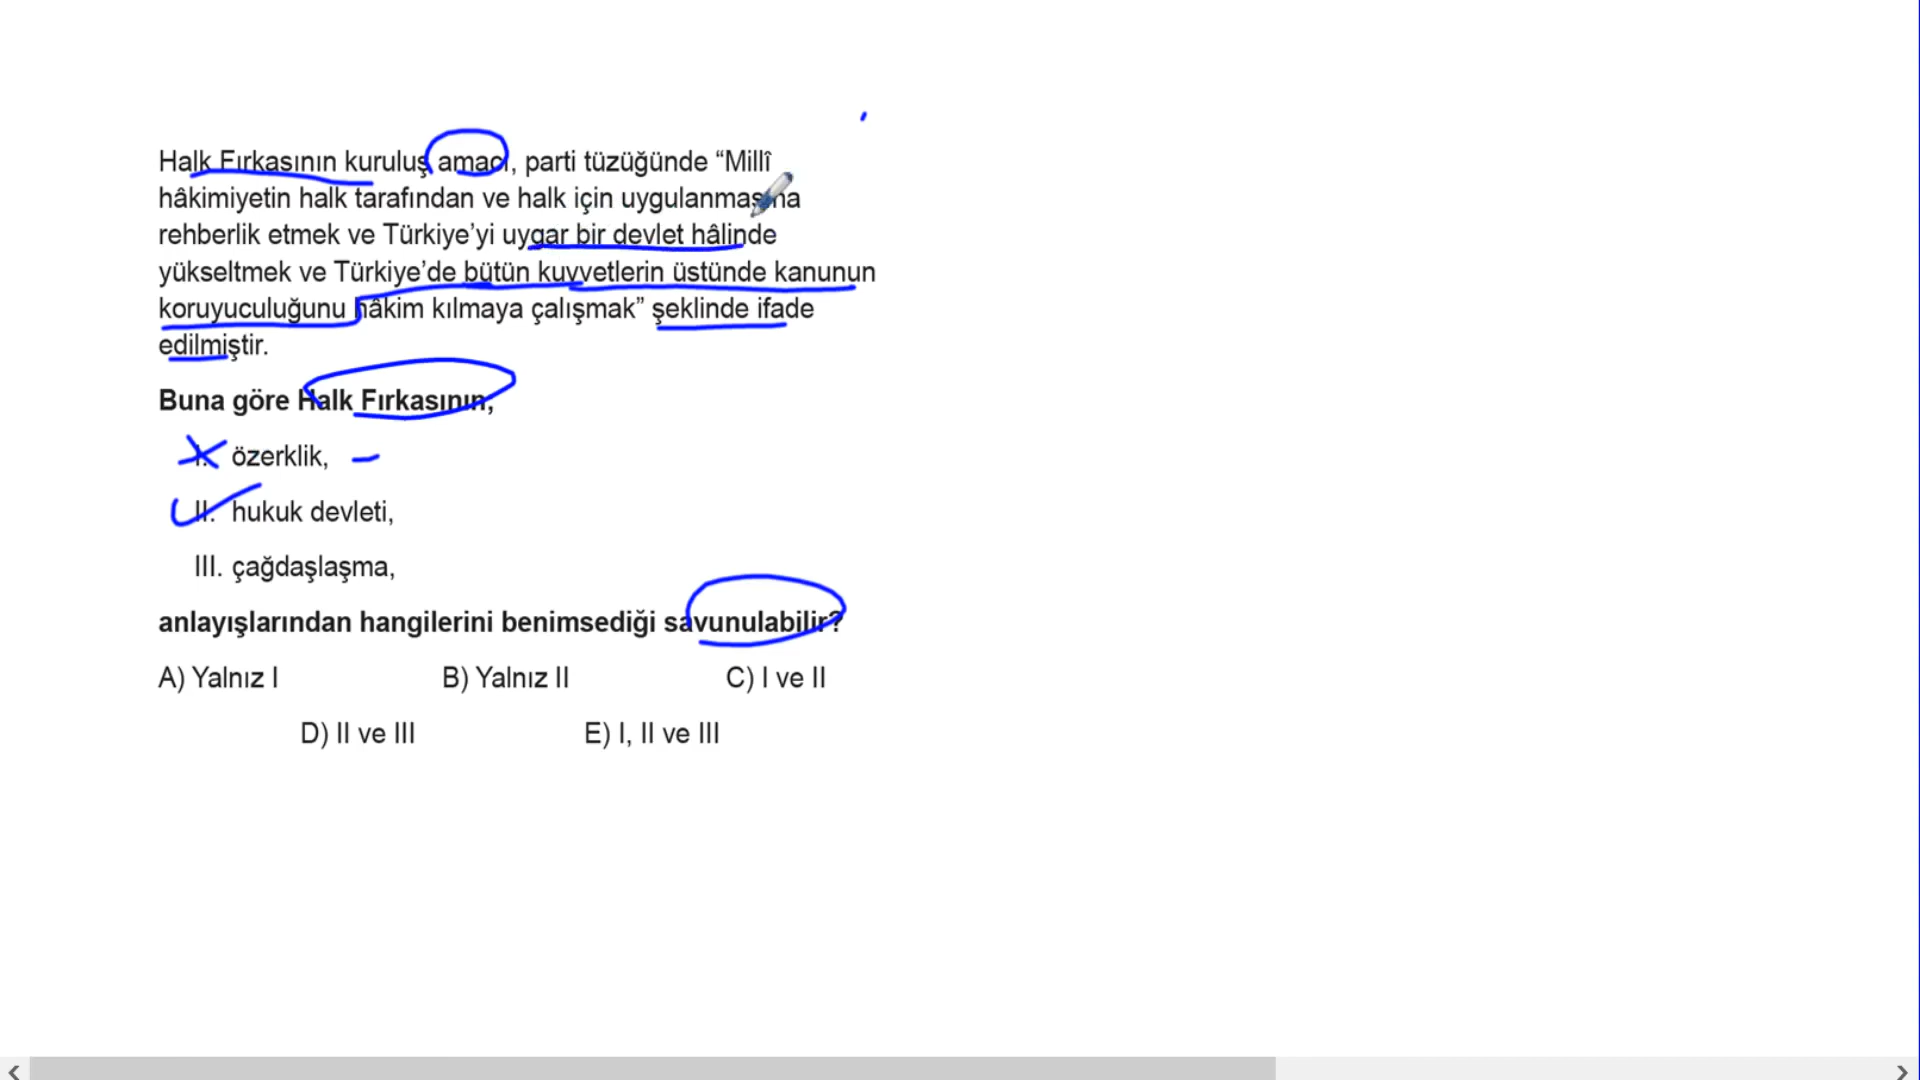 Halk Fırkasının kuruluş amacı, parti tüzüğünde “Millî
hâkimiyetin halk tarafından ve halk için uygulanmasına
rehberlik etmek ve Türkiye’yi uygar bir devlet hâlinde
yükseltmek ve Türkiye’de bütün kuvvetlerin üstünde kanunun
koruyuculuğunu hâkim kılmaya çalışmak” şeklinde ifade
edilmiştir.
Buna göre Halk Fırkasının,
I. özerklik,
II. hukuk devleti,
III. çağdaşlaşma,
anlayışlarından hangilerini benimsediği savunulabilir?
A) Yalnız I B) Yalnız II C) I ve II
D) II ve III E) I, II ve III